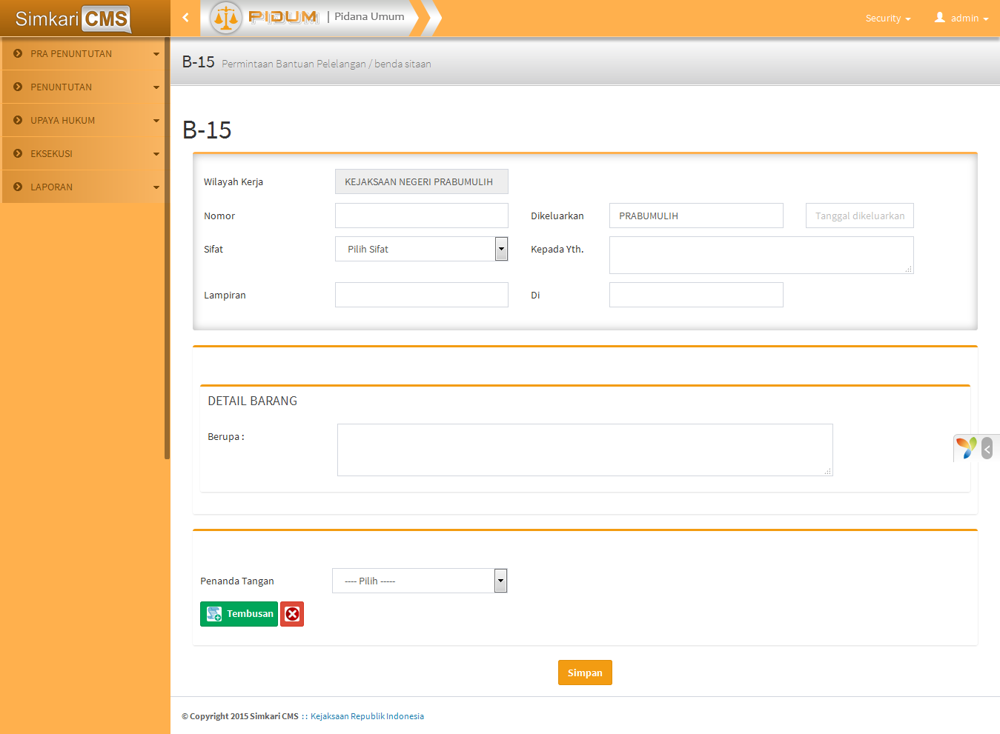 Simkari CMS
PIDUM | Pidana Umum
Security
admin
PRA PENUNTUTAN
PENUNTUTAN
UPAYA HUKUM
EKSEKUSI
LAPORAN
B-15 Permintaan Bantuan Pelelangan / benda sitaan
B-15
Wilayah Kerja KEJAKSAAN NEGERI PRABUMULIH
Nomor Dikeluarkan PRABUMULIH Tanggal dikeluarkan
Sifat Pilih Sifat Kepada Yth.
Lampiran Di
DETAIL BARANG
Berupa :
Penanda Tangan ---- Pilih -----
Tembusan
Simpan
© Copyright 2015 Simkari CMS :: Kejaksaan Republik Indonesia